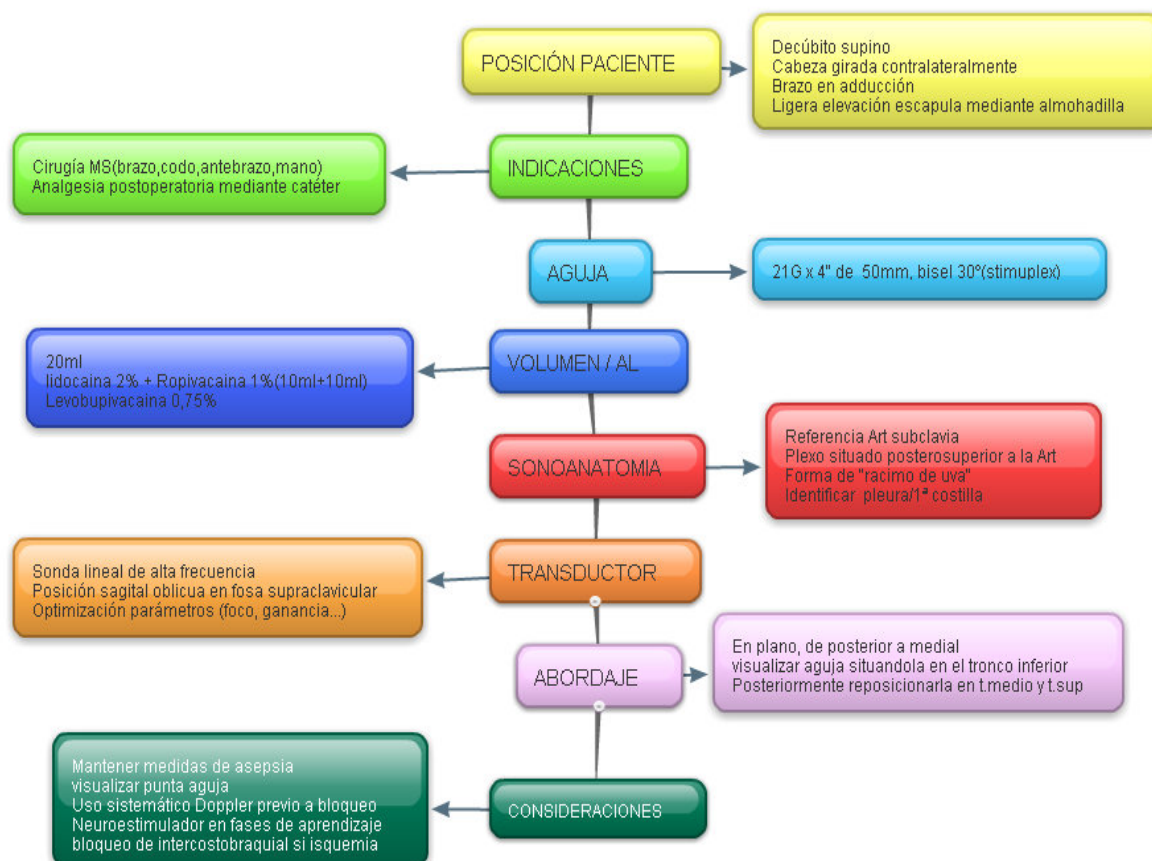 POSICIÓN PACIENTE
Decúbito supino
Cabeza girada contralateralmente
Brazo en adducción
Ligera elevación escapula mediante almohadilla
INDICACIONES
Cirugía MS(brazo,codo,antebrazo,mano)
Analgesia postoperatoria mediante catéter
AGUJA
21G x 4" de 50mm, bisel 30º(stimuplex)
VOLUMEN / AL
20ml
lidocaina 2% + Ropivacaina 1%(10ml+10ml)
Levobupivacaina 0,75%
SONOANATOMIA
Referencia Art subclavia
Plexo situado posterosuperior a la Art
Forma de "racimo de uva"
Identificar pleura/1ª costilla
TRANSDUCTOR
Sonda lineal de alta frecuencia
Posición sagital oblicua en fosa supraclavicular
Optimización parámetros (foco, ganancia...)
ABORDAJE
En plano, de posterior a medial
visualizar aguja situandola en el tronco inferior
Posteriormente reposicionarla en t.medio y t.sup
CONSIDERACIONES
Mantener medidas de asepsia
visualizar punta aguja
Uso sistemático Doppler previo a bloqueo
Neuroestimulador en fases de aprendizaje
bloqueo de intercostobraquial si isquemia